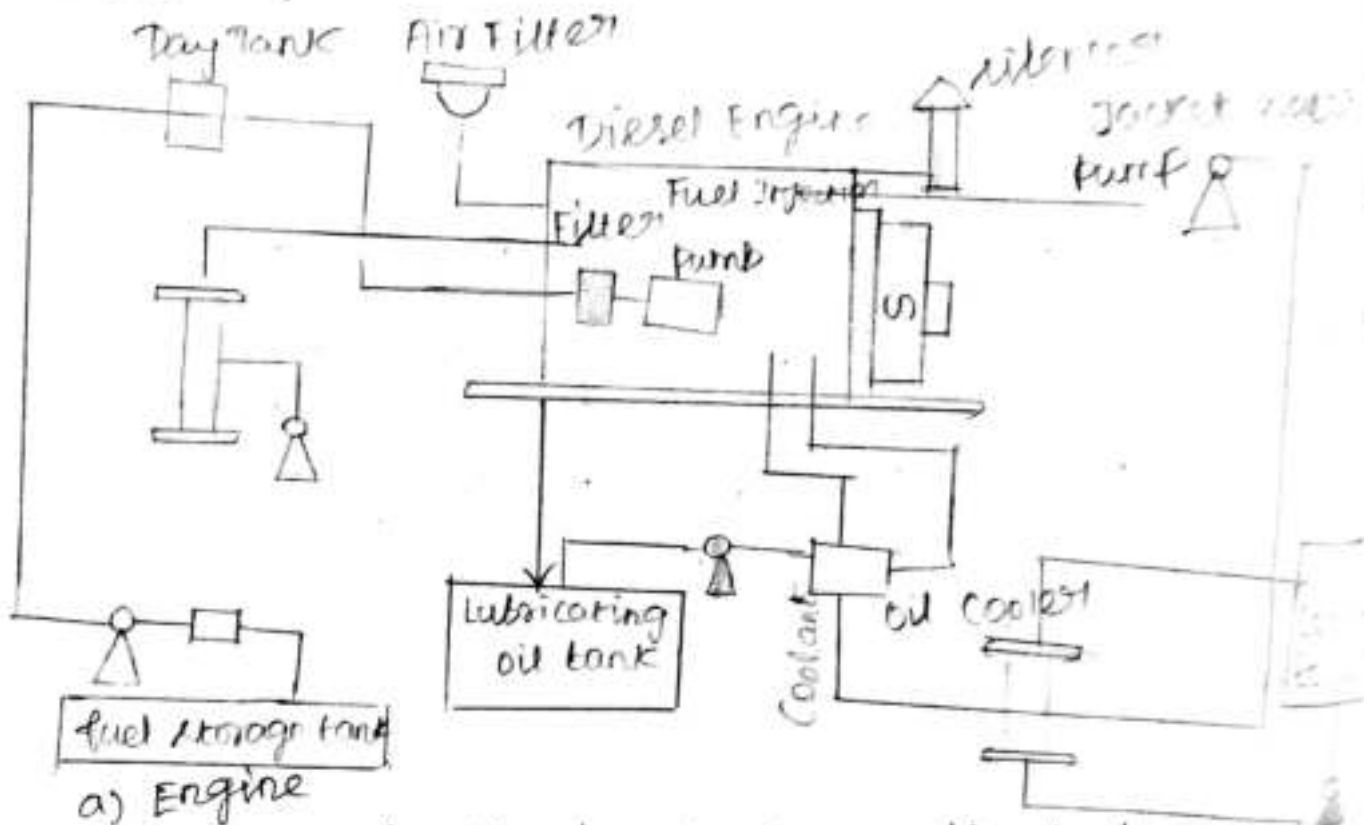 Day Tank
Air Filter
Diesel Engine
Jacket
Pump
Fuel Injection
Filter
Pump
S
Lubricating
oil tank
Coolant
Oil Cooler
fuel storage tank
a) Engine